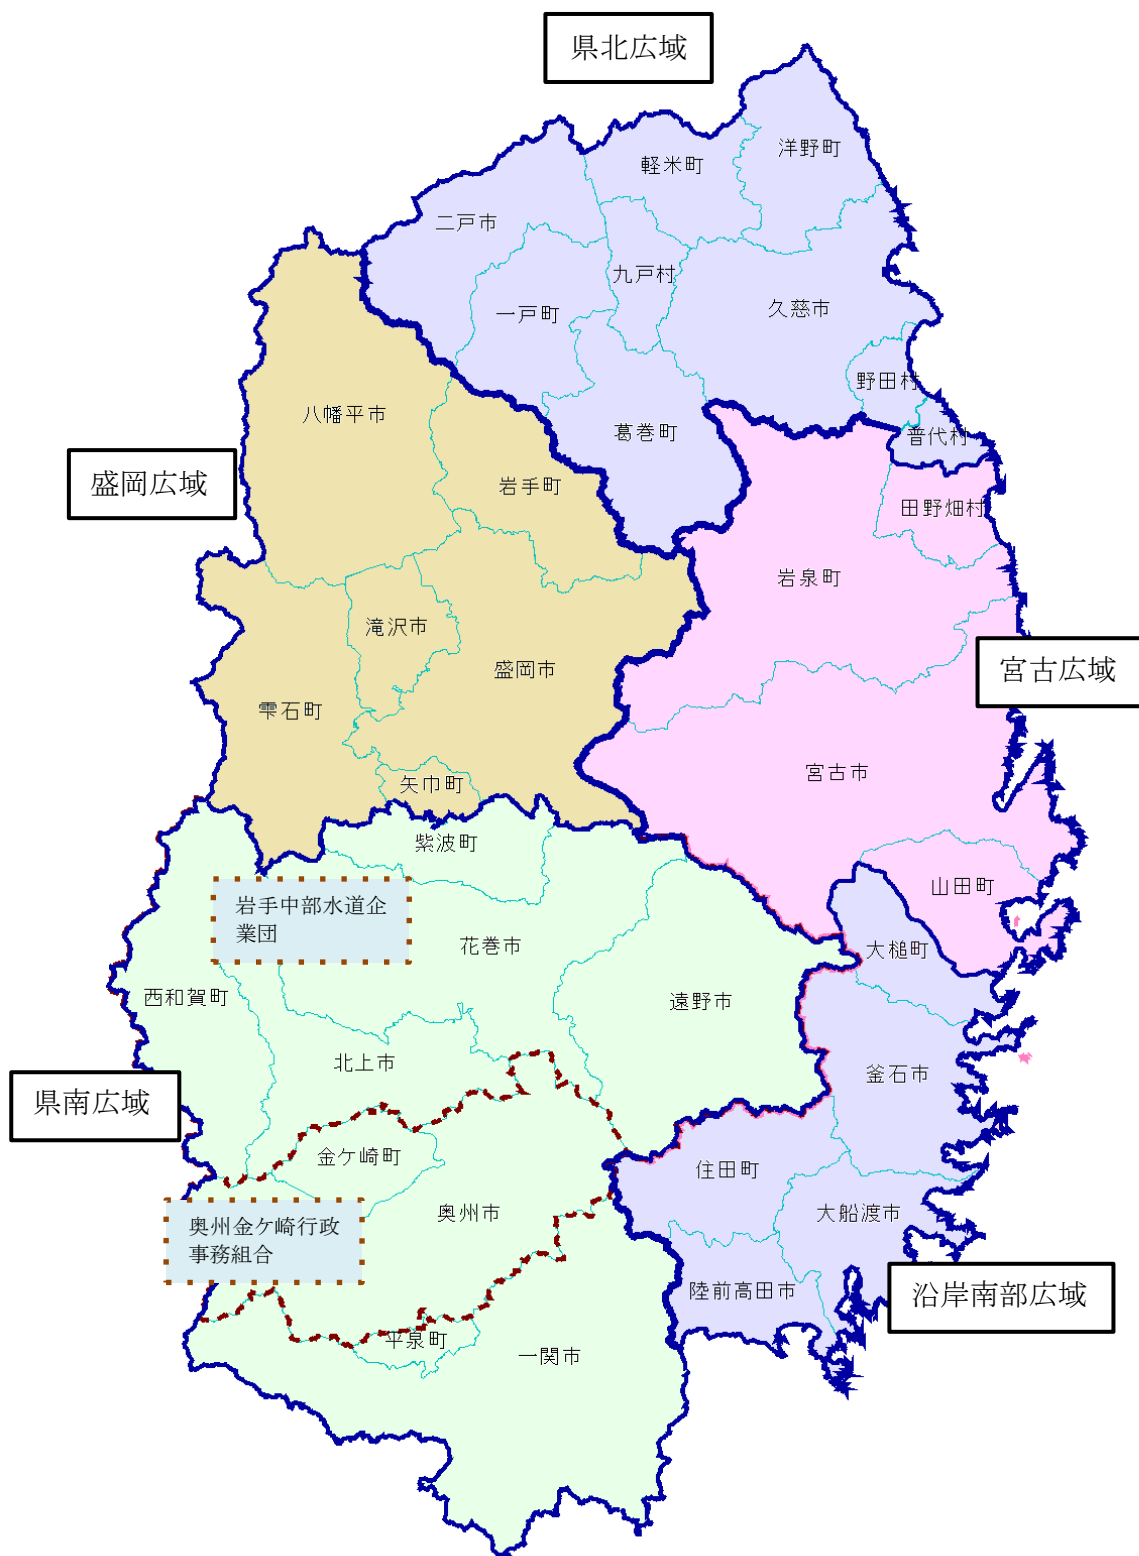 県北広域
洋野町
軽米町
二戸市
九戸村
一戸町
久慈市
野田村
八幡平市
葛巻町
普代村
盛岡広域
岩手町
田野畑村
岩泉町
滝沢市
盛岡市
宮古広域
雫石町
宮古市
矢巾町
紫波町
山田町
岩手中部水道企
業団
花巻市
大槌町
西和賀町
遠野市
北上市
釜石市
県南広域
金ケ崎町
住田町
奥州市
大船渡市
奥州金ケ崎行政
事務組合
陸前高田市
沿岸南部広域
平泉町
一関市